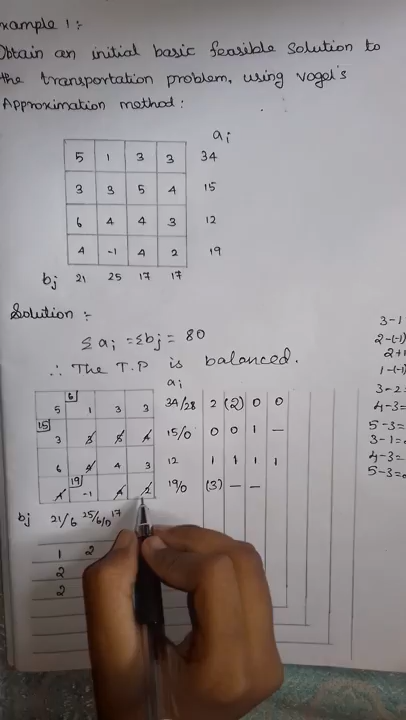 xample 1 :-
Obtain an initial basic feasible solution to
the transportation problem, using vogel's
Approximation method :
ai
5 1 3 3 34
3 3 5 4 15
6 4 4 3 12
4 -1 4 2 19
bj 21 25 17 17
Solution :-
Σai = Σbj = 80
∴ The T.P is balanced.
ai
6
5 1 3 3 34/28 2 (2) 0 0
15
3 3 5 4 15/0 0 0 1 -
6 4 4 3 12 1 1 1 1
19
4 -1 4 2 19/0 (3) - -
bj 21/6 25/6/0 17
1 2
2
2
3-1
2-(-1)
2+1
1-(-1)
3-2=
4-3=
5-3=
3-1=
4-3=
5-3=